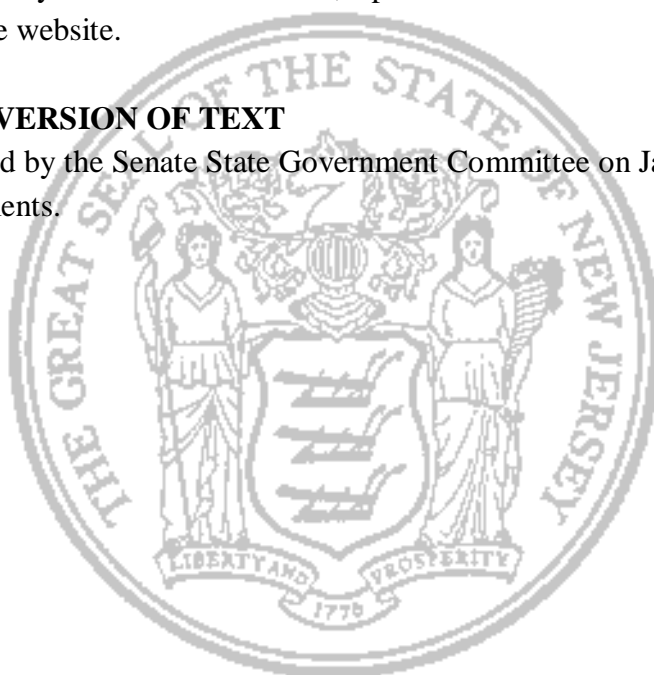 e website.
VERSION OF TEXT
d by the Senate State Government Committee on Ja
ents.
THE GREAT SEAL OF THE STATE OF NEW JERSEY
LIBERTY AND PROSPERITY
1776